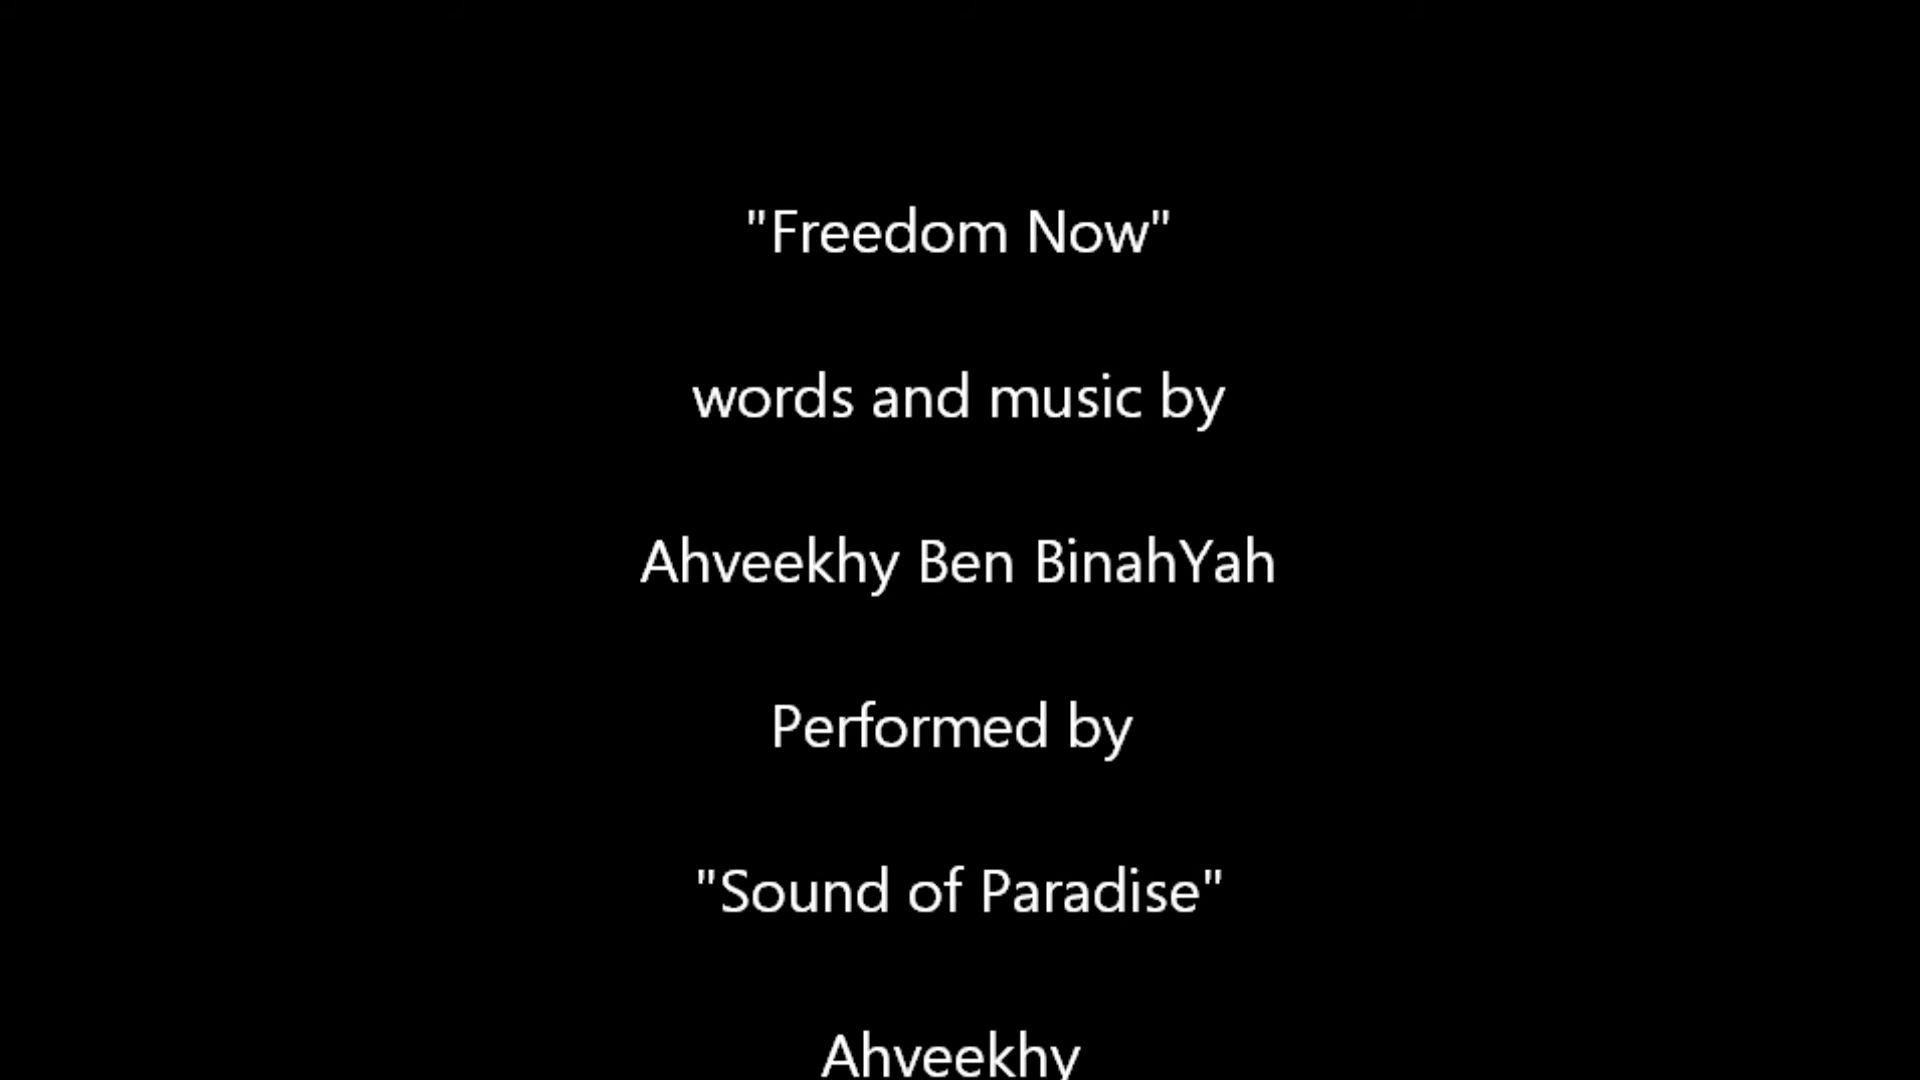 "Freedom Now"
words and music by
Ahveekhy Ben BinahYah
Performed by
"Sound of Paradise"
Ahveekhy